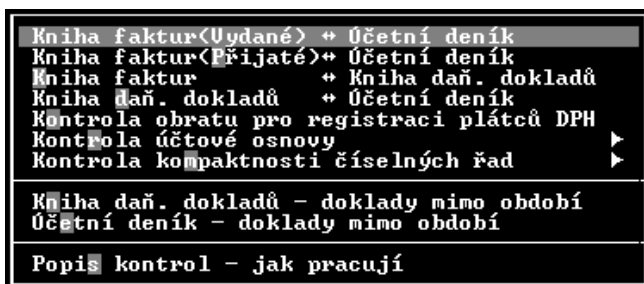 Kniha faktur(Vydané) ↔ Účetní deník
Kniha faktur(Přijaté)↔ Účetní deník
Kniha faktur ↔ Kniha daň. dokladů
Kniha daň. dokladů ↔ Účetní deník
Kontrola obratu pro registraci plátců DPH
Kontrola účtové osnovy ►
Kontrola kompaktnosti číselných řad ►
Kniha daň. dokladů - doklady mimo období
Účetní deník - doklady mimo období
Popis kontrol - jak pracují